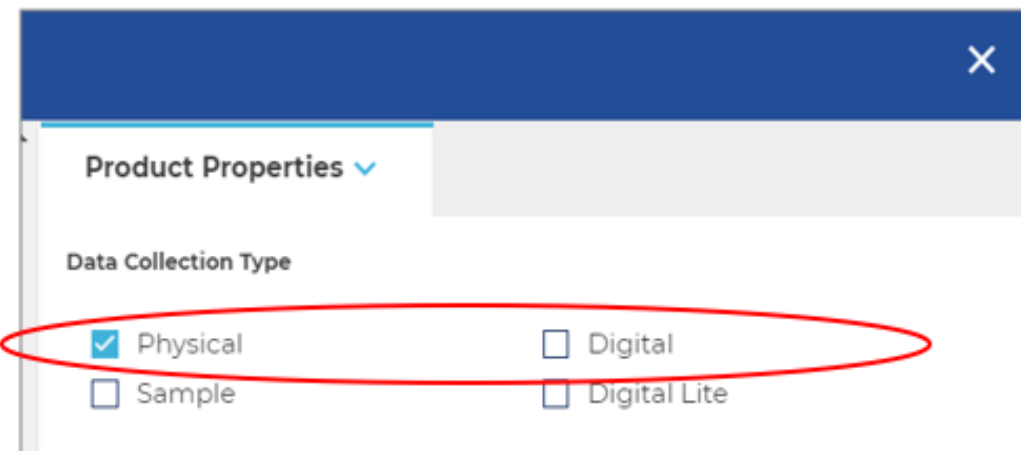 Product Properties
Data Collection Type
Physical Digital
Sample Digital Lite